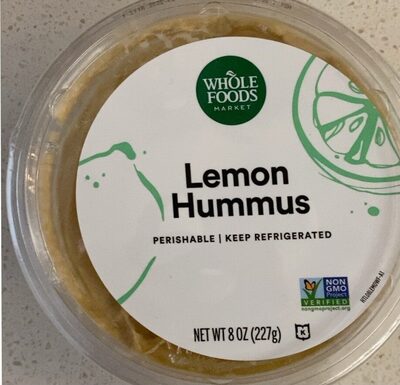 WHOLE
FOODS
MARKET
Lemon
Hummus
PERISHABLE | KEEP REFRIGERATED
NON
GMO
Project
VERIFIED
nongmoproject.org
NET WT 8 OZ (227g)
K